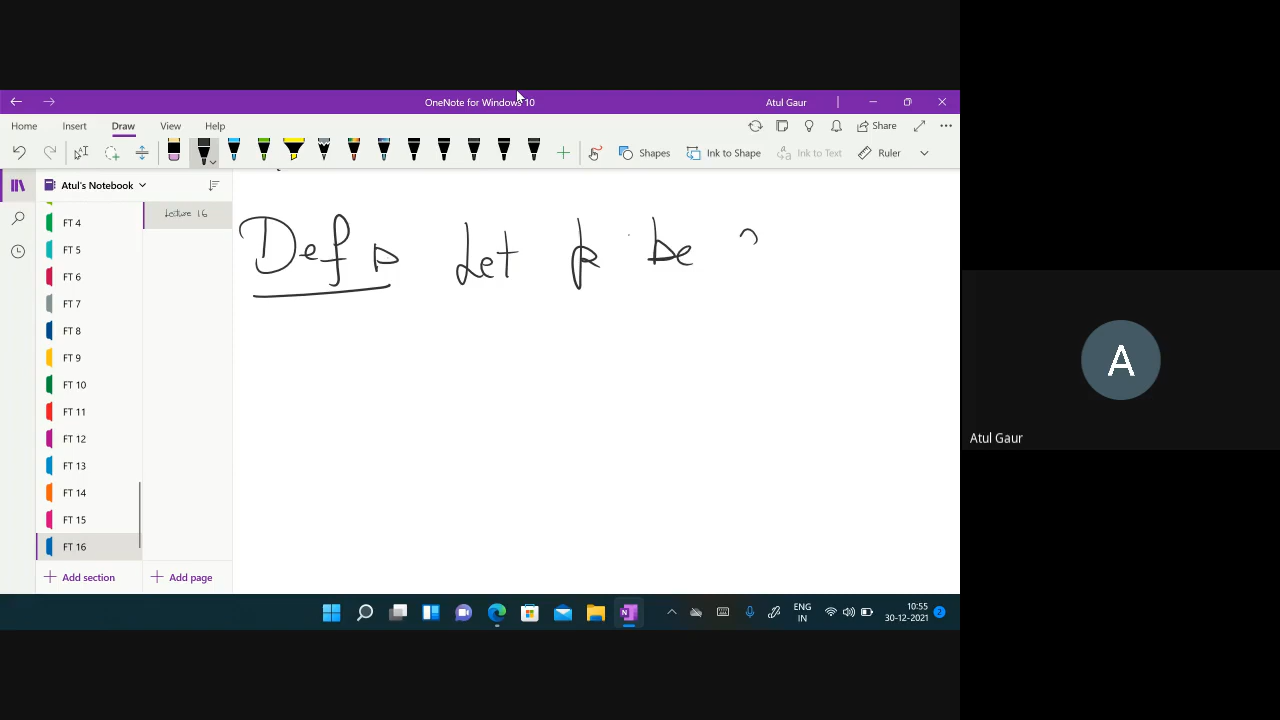 OneNote for Windows 10
Atul Gaur
Home Insert Draw View Help
Share
Shapes Ink to Shape Ink to Text Ruler
Atul's Notebook
Lecture 16
FT 4
FT 5
FT 6
FT 7
FT 8
FT 9
FT 10
FT 11
FT 12
FT 13
FT 14
FT 15
FT 16
Add section Add page
Def Let k be
A
Atul Gaur
ENG
IN
10:55
30-12-2021
2